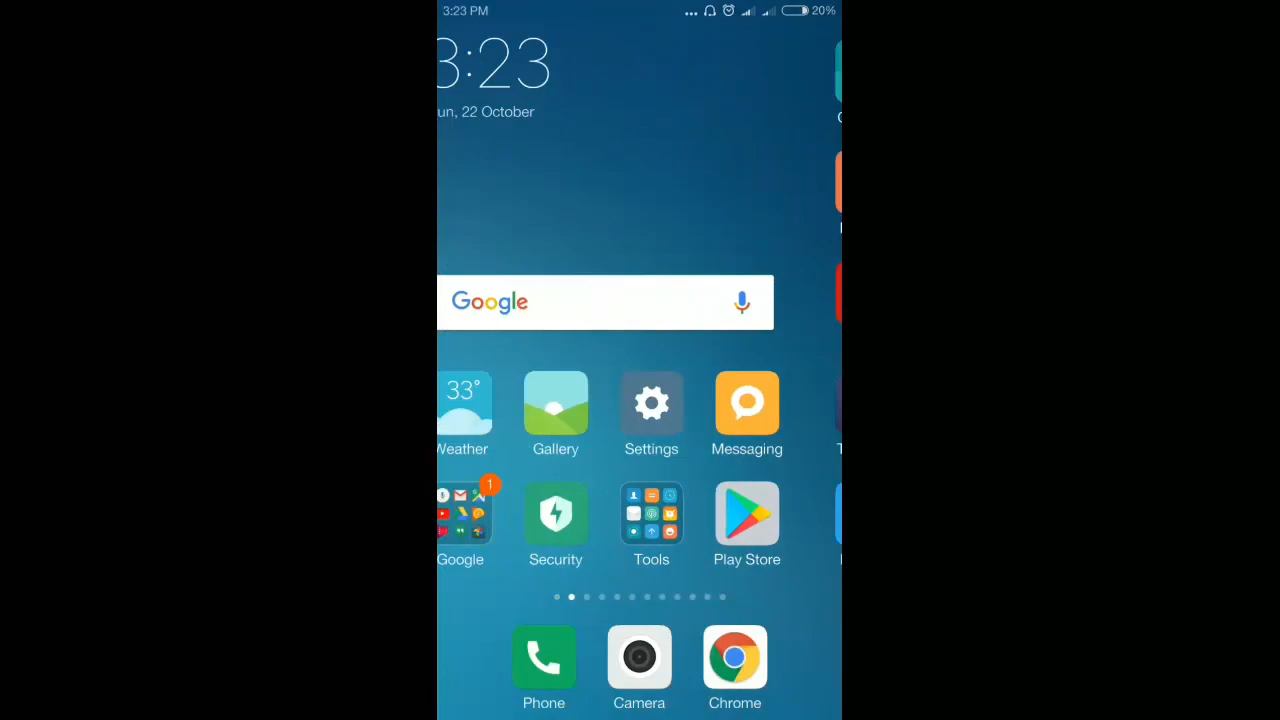 3:23 PM
20%
3:23
un, 22 October
Google
33°
Weather
Gallery
Settings
Messaging
1
Google
Security
Tools
Play Store
Phone
Camera
Chrome